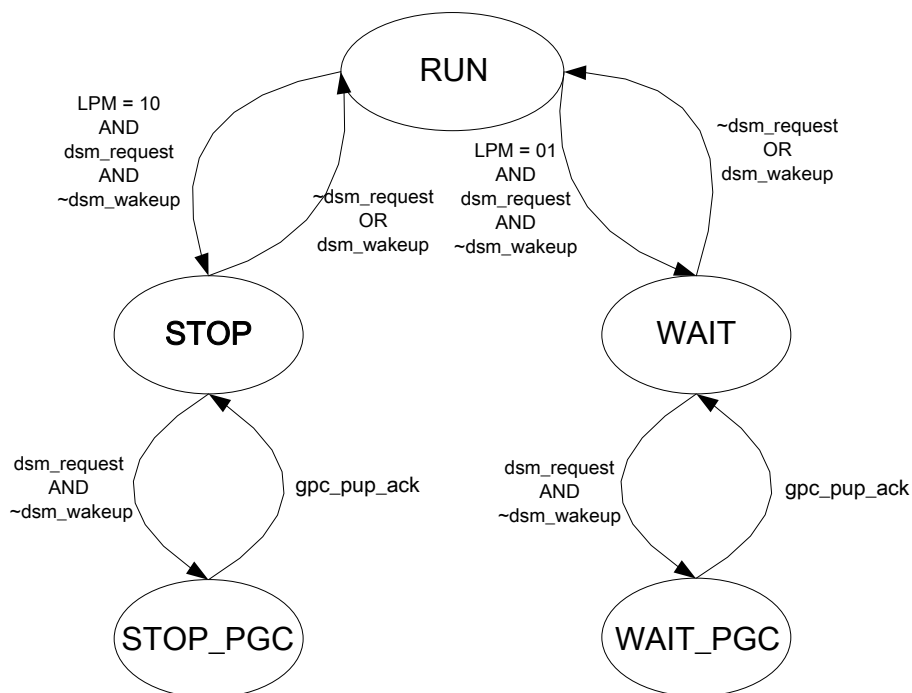 RUN
LPM = 10
AND
dsm_request
AND
~dsm_wakeup
~dsm_request
OR
dsm_wakeup
LPM = 01
AND
dsm_request
AND
~dsm_wakeup
~dsm_request
OR
dsm_wakeup
STOP
WAIT
dsm_request
AND
~dsm_wakeup
gpc_pup_ack
dsm_request
AND
~dsm_wakeup
gpc_pup_ack
STOP_PGC
WAIT_PGC